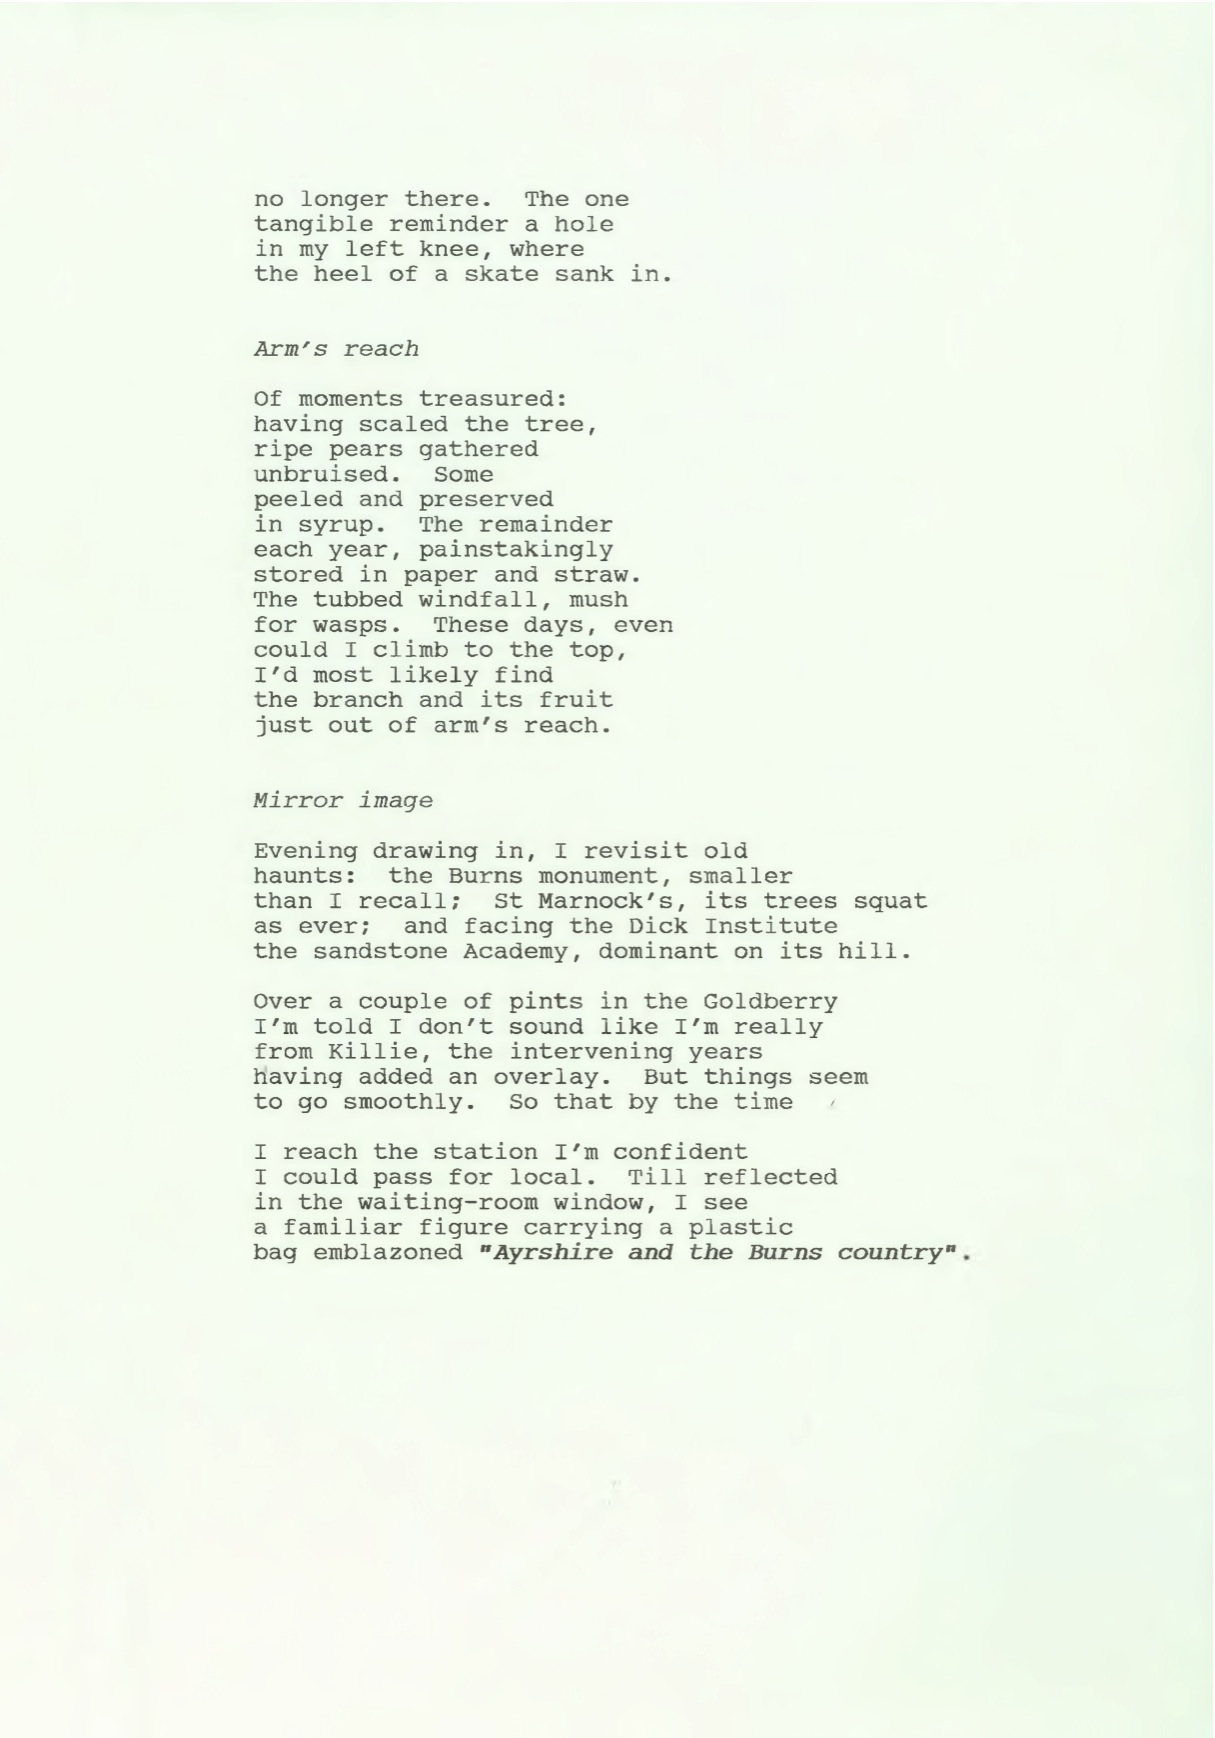 no longer there.  The one
tangible reminder a hole
in my left knee, where
the heel of a skate sank in.

Arm's reach

Of moments treasured:
having scaled the tree,
ripe pears gathered
unbruised.  Some
peeled and preserved
in syrup.  The remainder
each year, painstakingly
stored in paper and straw.
The tubbed windfall, mush
for wasps.  These days, even
could I climb to the top,
I'd most likely find
the branch and its fruit
just out of arm's reach.

Mirror image

Evening drawing in, I revisit old
haunts:  the Burns monument, smaller
than I recall;  St Marnock's, its trees squat
as ever;  and facing the Dick Institute
the sandstone Academy, dominant on its hill.

Over a couple of pints in the Goldberry
I'm told I don't sound like I'm really
from Killie, the intervening years
having added an overlay.  But things seem
to go smoothly.  So that by the time

I reach the station I'm confident
I could pass for local.  Till reflected
in the waiting-room window, I see
a familiar figure carrying a plastic
bag emblazoned "Ayrshire and the Burns country".